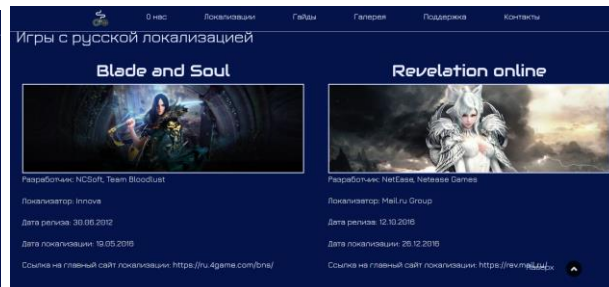 О нас Локализации Гайды Галерея Поддержка Контакты
Игры с русской локализацией
Blade and Soul
Разработчик: NCSoft, Team Bloodlust
Локализатор: Innova
Дата релиза: 30.06.2012
Дата локализации: 19.05.2016
Ссылка на главный сайт локализации: https://ru.4game.com/bns/
Revelation online
Разработчик: NetEase, Netease Games
Локализатор: Mail.ru Group
Дата релиза: 12.10.2016
Дата локализации: 26.12.2016
Ссылка на главный сайт локализации: https://rev.mail.ru/
Наверх